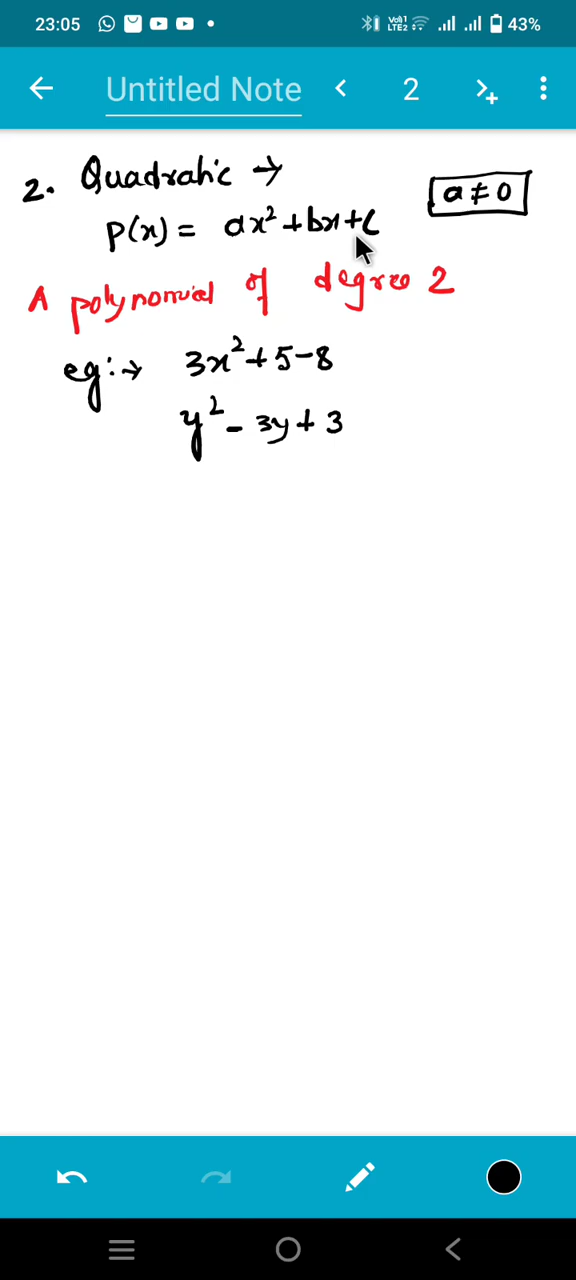 23:05 43%
Untitled Note < 2
2. Quadratic → a ≠ 0
p(x) = ax² + bx + c
A polynomial of degree 2
eg:→ 3x² + 5 - 8
y² - 3y + 3